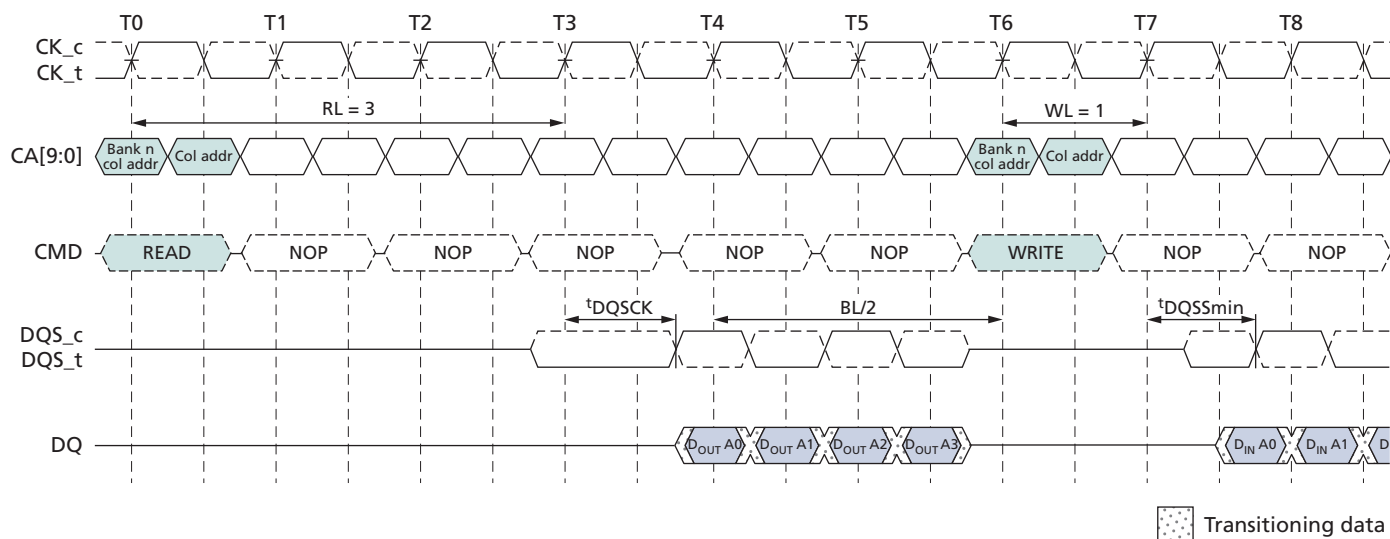 T0 T1 T2 T3 T4 T5 T6 T7 T8
CK_c
CK_t
RL = 3 WL = 1
CA[9:0] Bank n col addr Col addr Bank n col addr Col addr
CMD READ NOP NOP NOP NOP NOP WRITE NOP NOP
tDQSCK BL/2 tDQSSmin
DQS_c
DQS_t
DQ DOUT A0 DOUT A1 DOUT A2 DOUT A3 DIN A0 DIN A1 D
Transitioning data